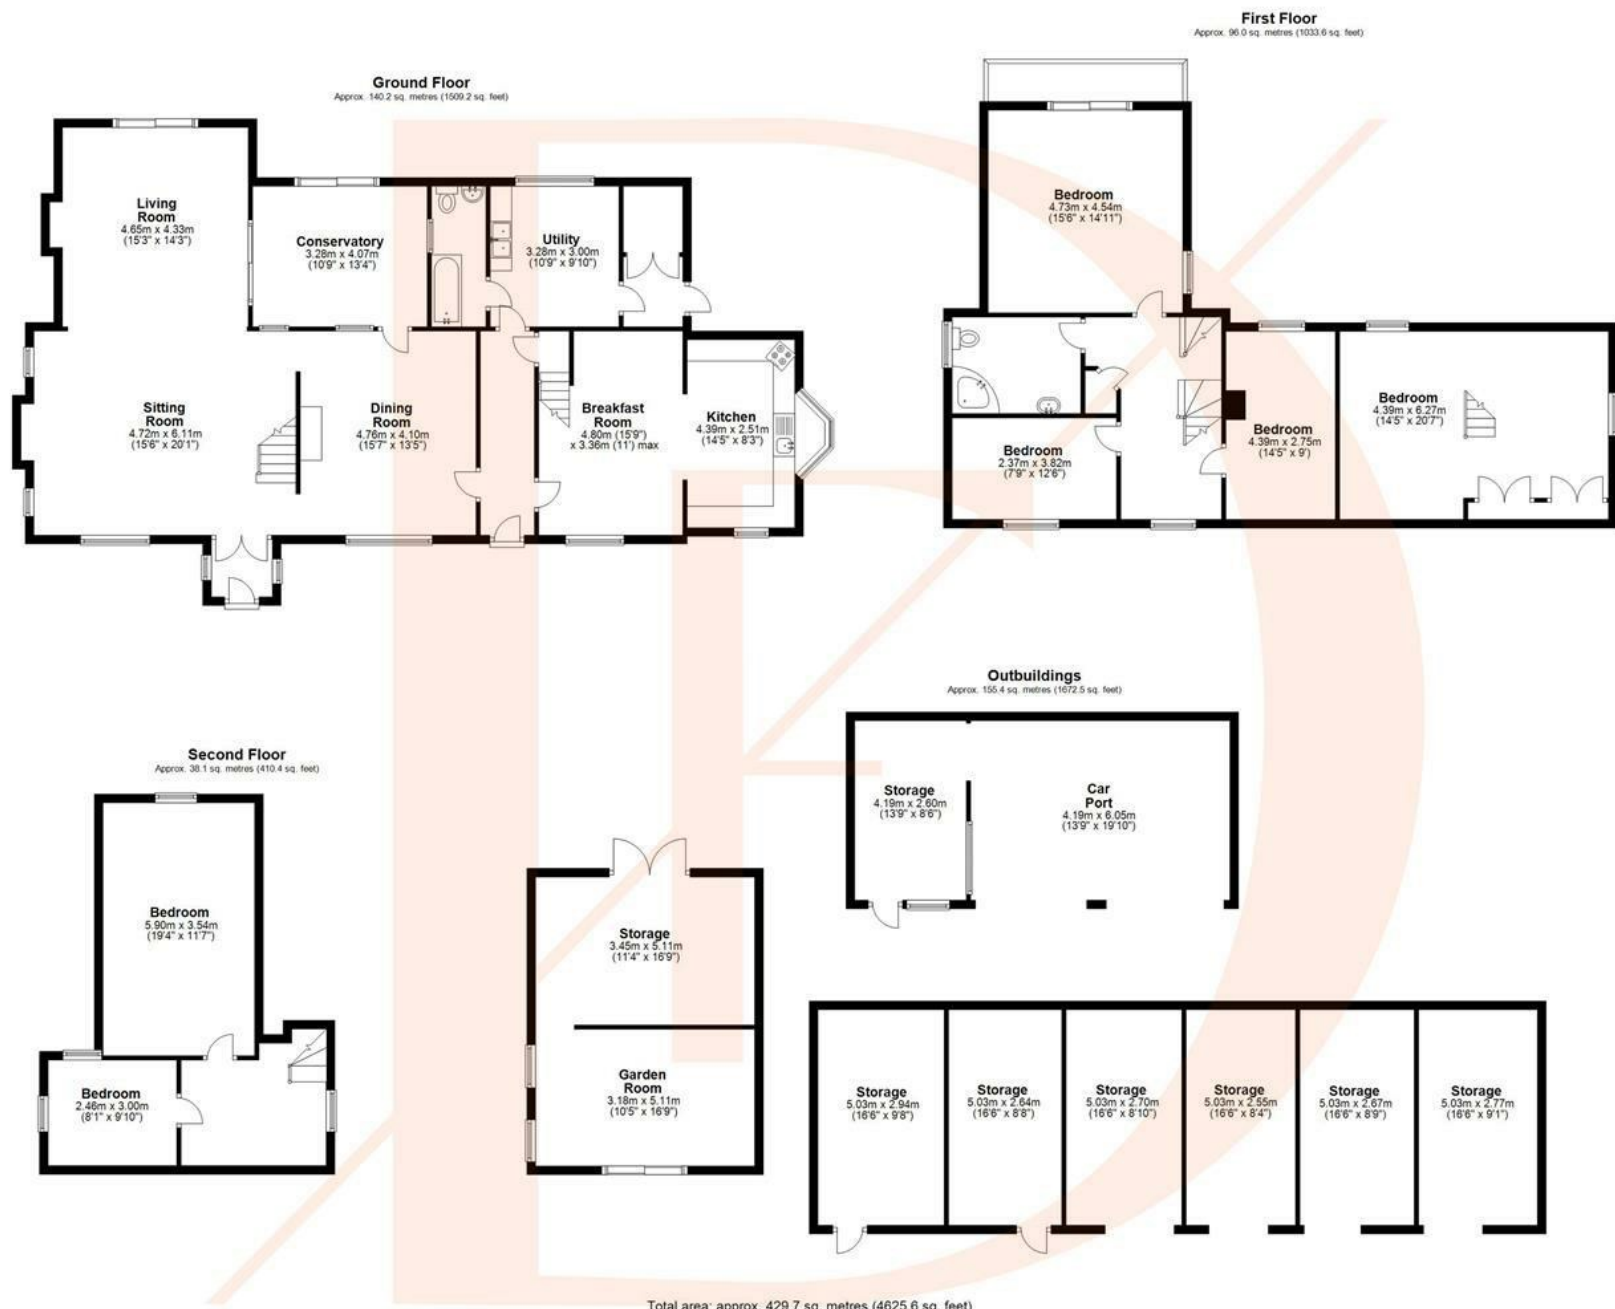 First Floor
Approx. 96.0 sq. metres (1033.6 sq. feet)
Ground Floor
Approx. 140.2 sq. metres (1509.2 sq. feet)
Living
Room
4.65m x 4.33m
(15'3" x 14'3")
Conservatory
3.28m x 4.07m
(10'9" x 13'4")
Utility
3.28m x 3.00m
(10'9" x 9'10")
Sitting
Room
4.72m x 6.11m
(15'6" x 20'1")
Dining
Room
4.76m x 4.10m
(15'7" x 13'5")
Breakfast
Room
4.80m (15'9")
x 3.36m (11') max
Kitchen
4.39m x 2.51m
(14'5" x 8'3")
Bedroom
4.73m x 4.54m
(15'6" x 14'11")
Bedroom
2.37m x 3.82m
(7'9" x 12'6")
Bedroom
4.39m x 2.75m
(14'5" x 9')
Bedroom
4.39m x 6.27m
(14'5" x 20'7")
Outbuildings
Approx. 155.4 sq. metres (1672.5 sq. feet)
Storage
4.19m x 2.60m
(13'9" x 8'6")
Car
Port
4.19m x 6.05m
(13'9" x 19'10")
Second Floor
Approx. 38.1 sq. metres (410.4 sq. feet)
Bedroom
5.90m x 3.54m
(19'4" x 11'7")
Bedroom
2.46m x 3.00m
(8'1" x 9'10")
Storage
3.45m x 5.11m
(11'4" x 16'9")
Garden
Room
3.18m x 5.11m
(10'5" x 16'9")
Storage
5.03m x 2.94m
(16'6" x 9'8")
Storage
5.03m x 2.64m
(16'6" x 8'8")
Storage
5.03m x 2.70m
(16'6" x 8'10")
Storage
5.03m x 2.55m
(16'6" x 8'4")
Storage
5.03m x 2.67m
(16'6" x 8'9")
Storage
5.03m x 2.77m
(16'6" x 9'1")
Total area: approx. 429.7 sq. metres (4625.6 sq. feet)